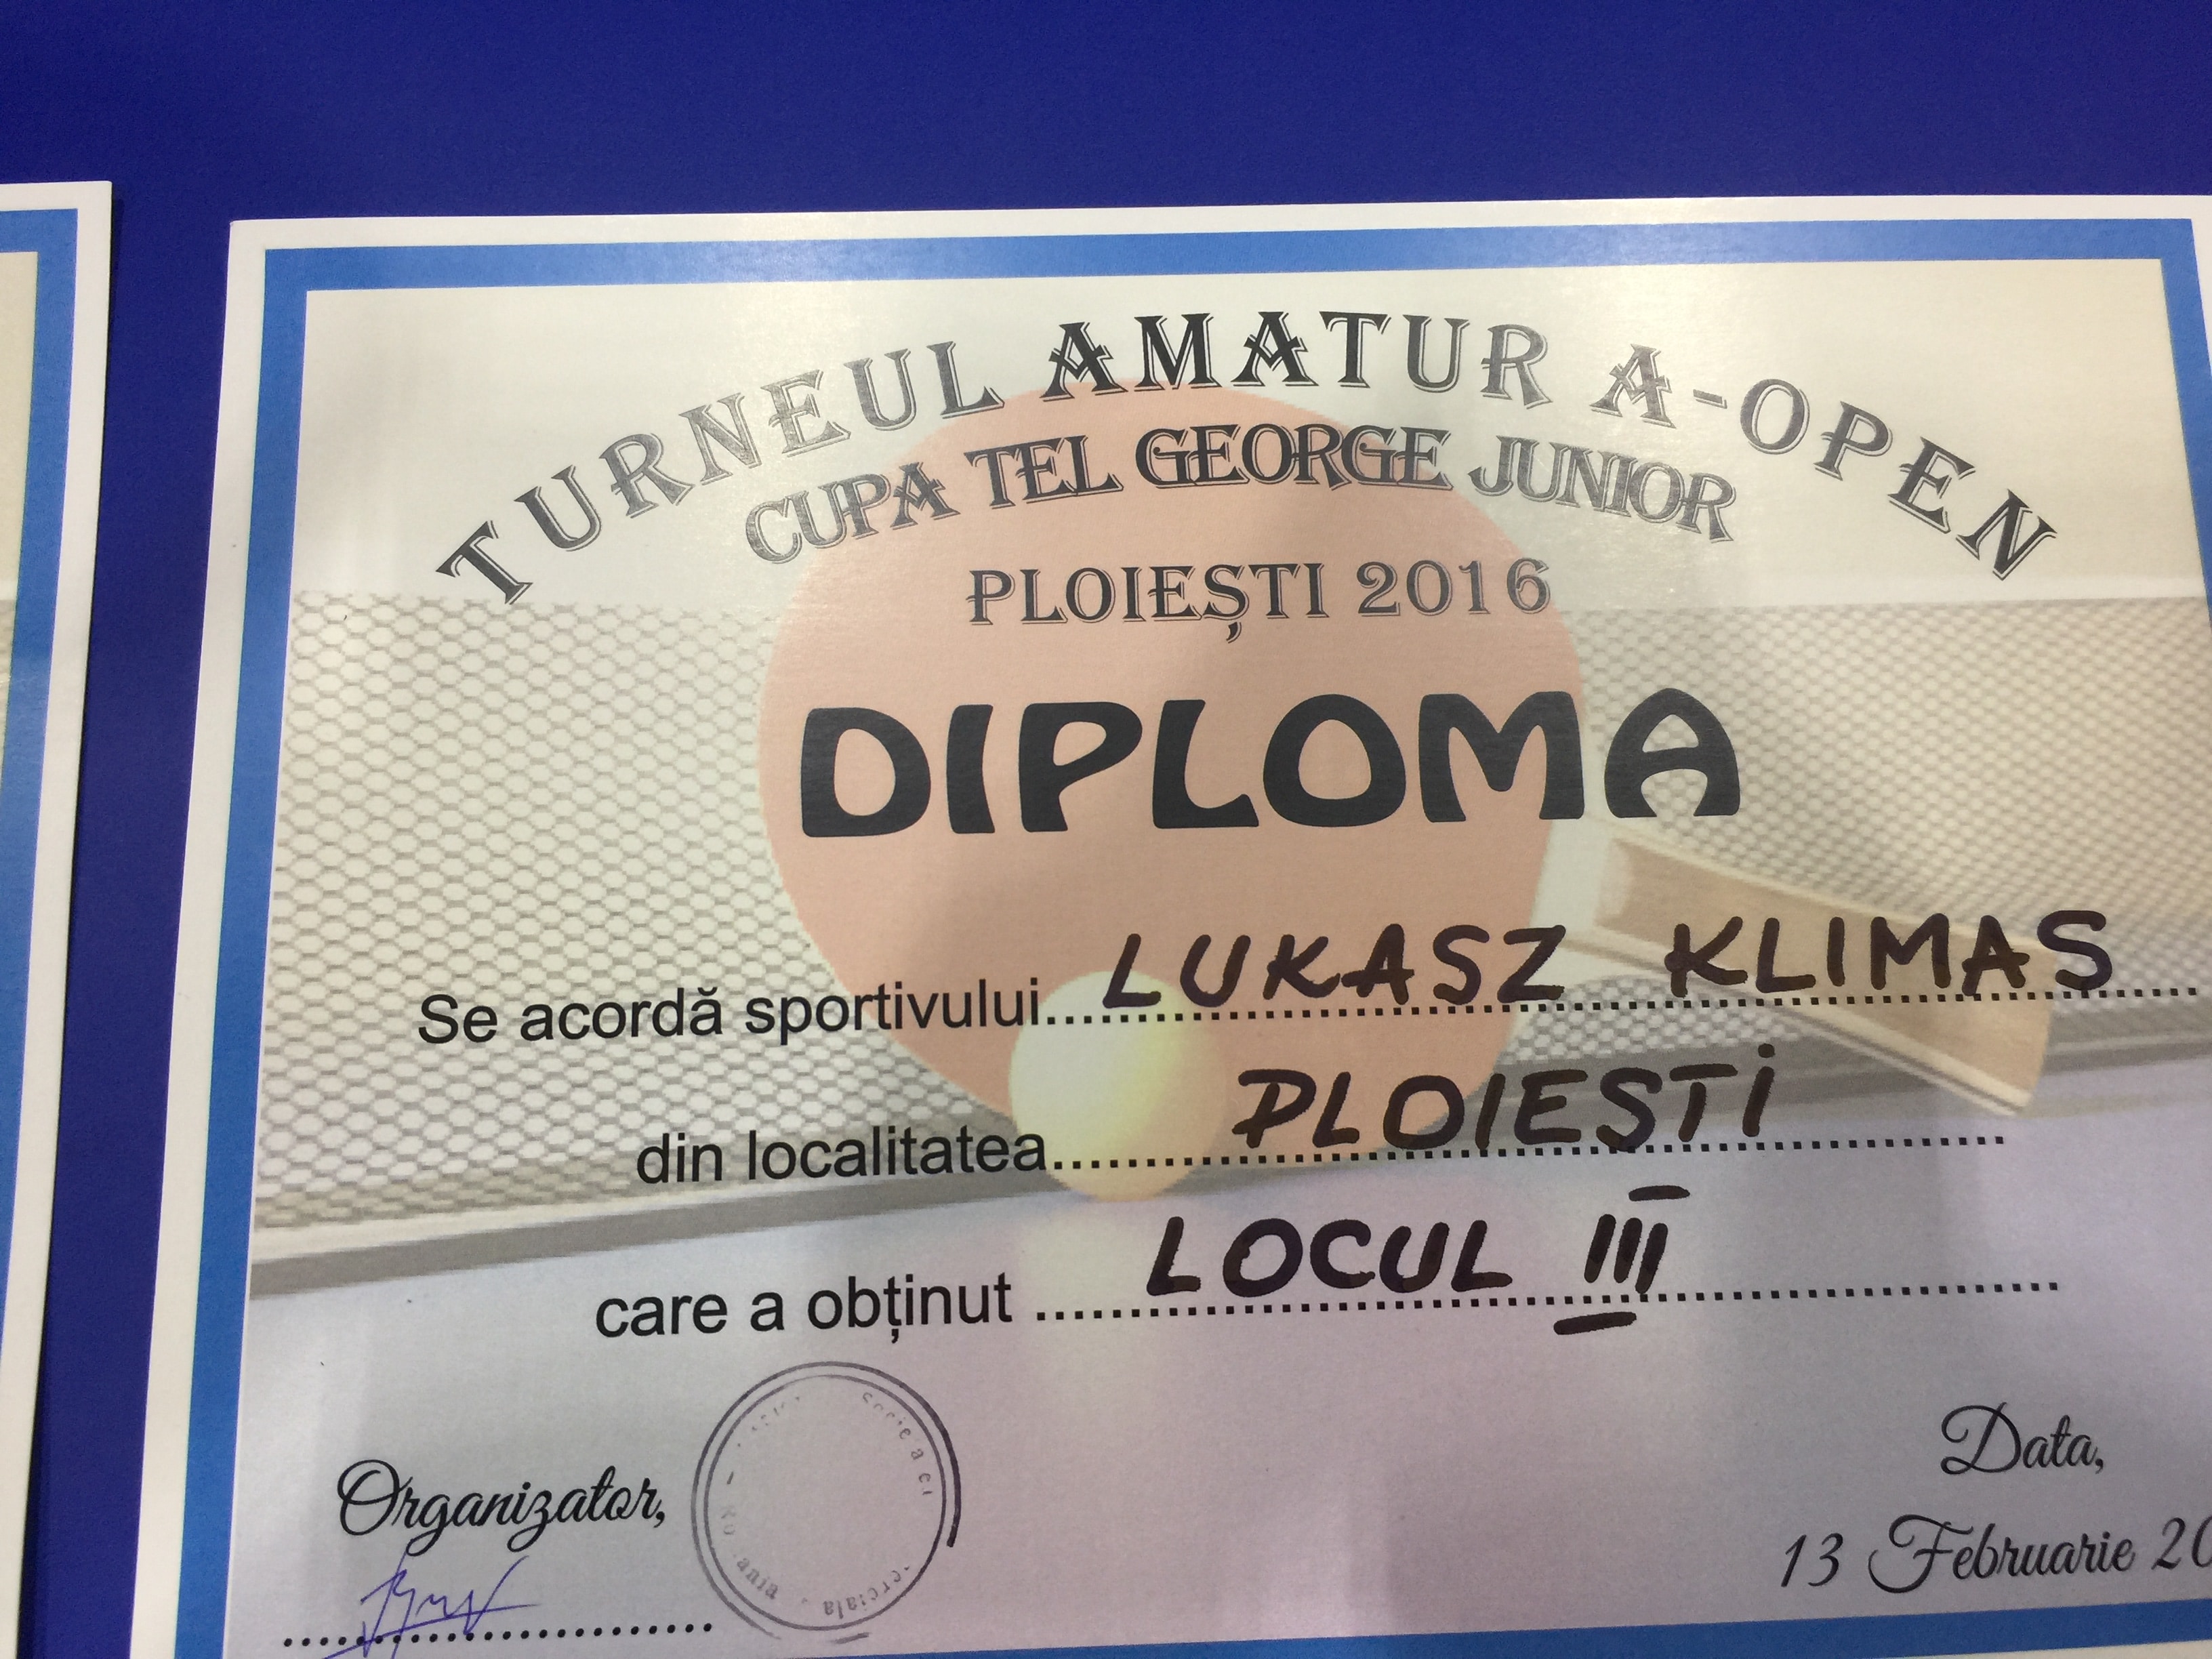 TURNEUL AMATUR A-OPEN
CUPA TEL GEORGE JUNIOR
PLOIEȘTI 2016
DIPLOMA
Se acordă sportivului LUKASZ KLIMAS
din localitatea PLOIEȘTI
care a obținut LOCUL III
Organizator,
Data,
13 Februarie 20